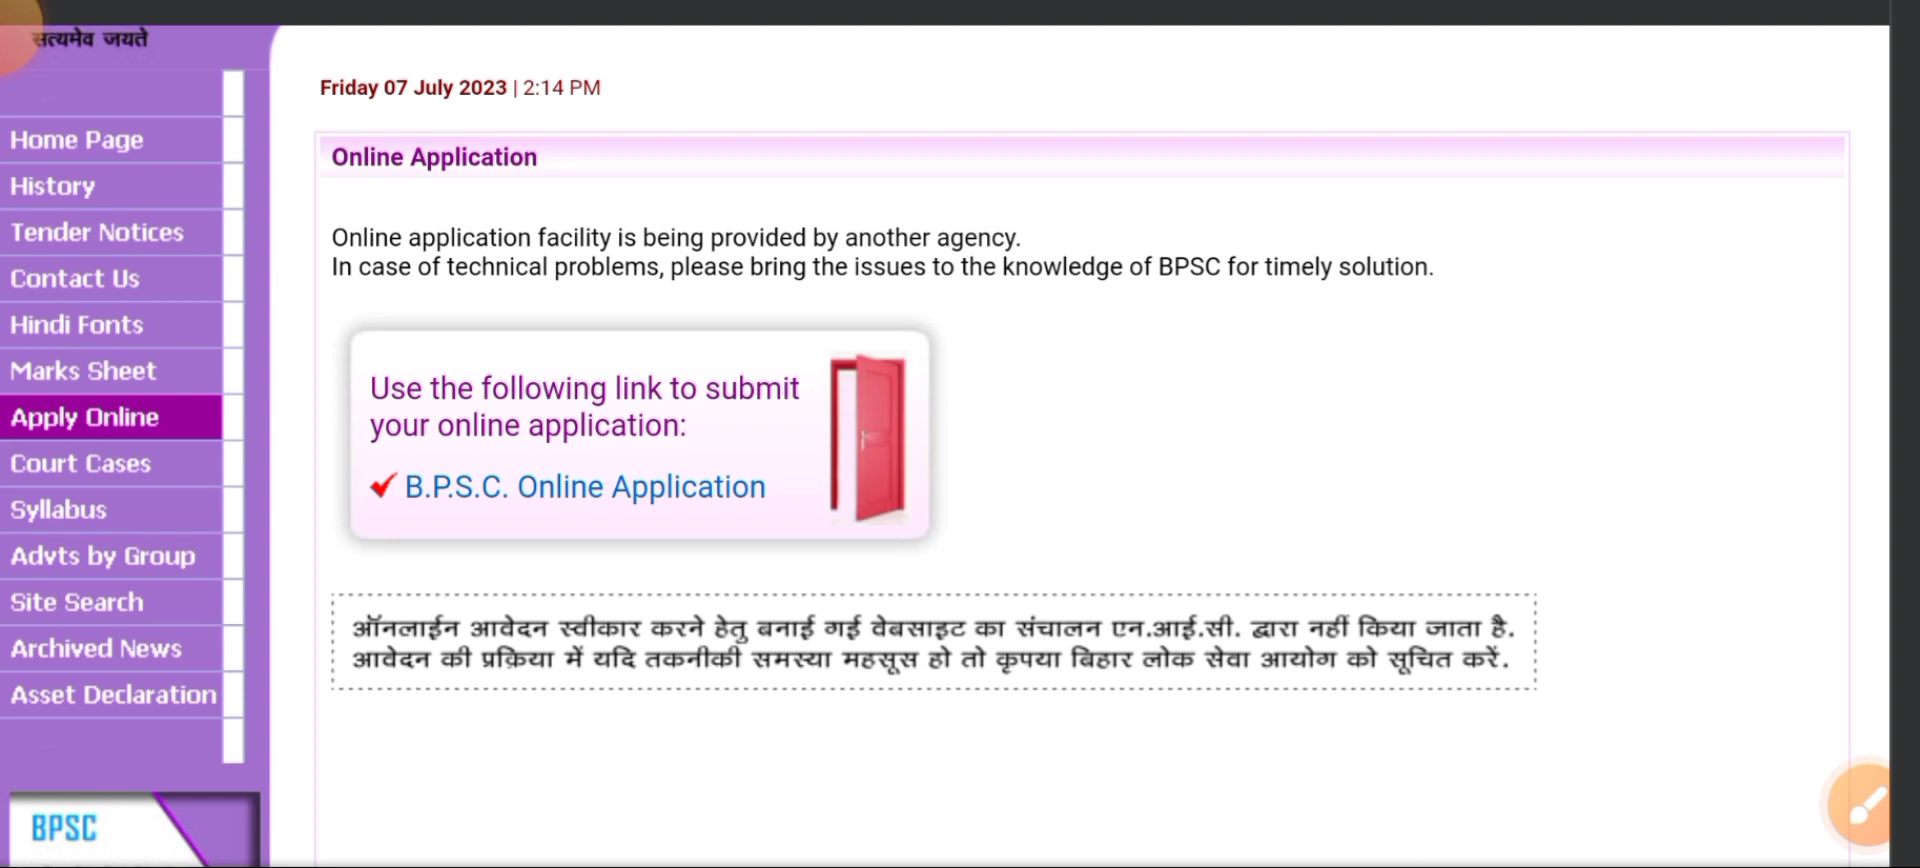 सत्यमेव जयते
Friday 07 July 2023 | 2:14 PM
Home Page
History
Tender Notices
Contact Us
Hindi Fonts
Marks Sheet
Apply Online
Court Cases
Syllabus
Advts by Group
Site Search
Archived News
Asset Declaration
BPSC
Online Application
Online application facility is being provided by another agency.
In case of technical problems, please bring the issues to the knowledge of BPSC for timely solution.
Use the following link to submit
your online application:
B.P.S.C. Online Application
ऑनलाईन आवेदन स्वीकार करने हेतु बनाई गई वेबसाइट का संचालन एन.आई.सी. द्वारा नहीं किया जाता है.
आवेदन की प्रक्रिया में यदि तकनीकी समस्या महसूस हो तो कृपया बिहार लोक सेवा आयोग को सूचित करें.